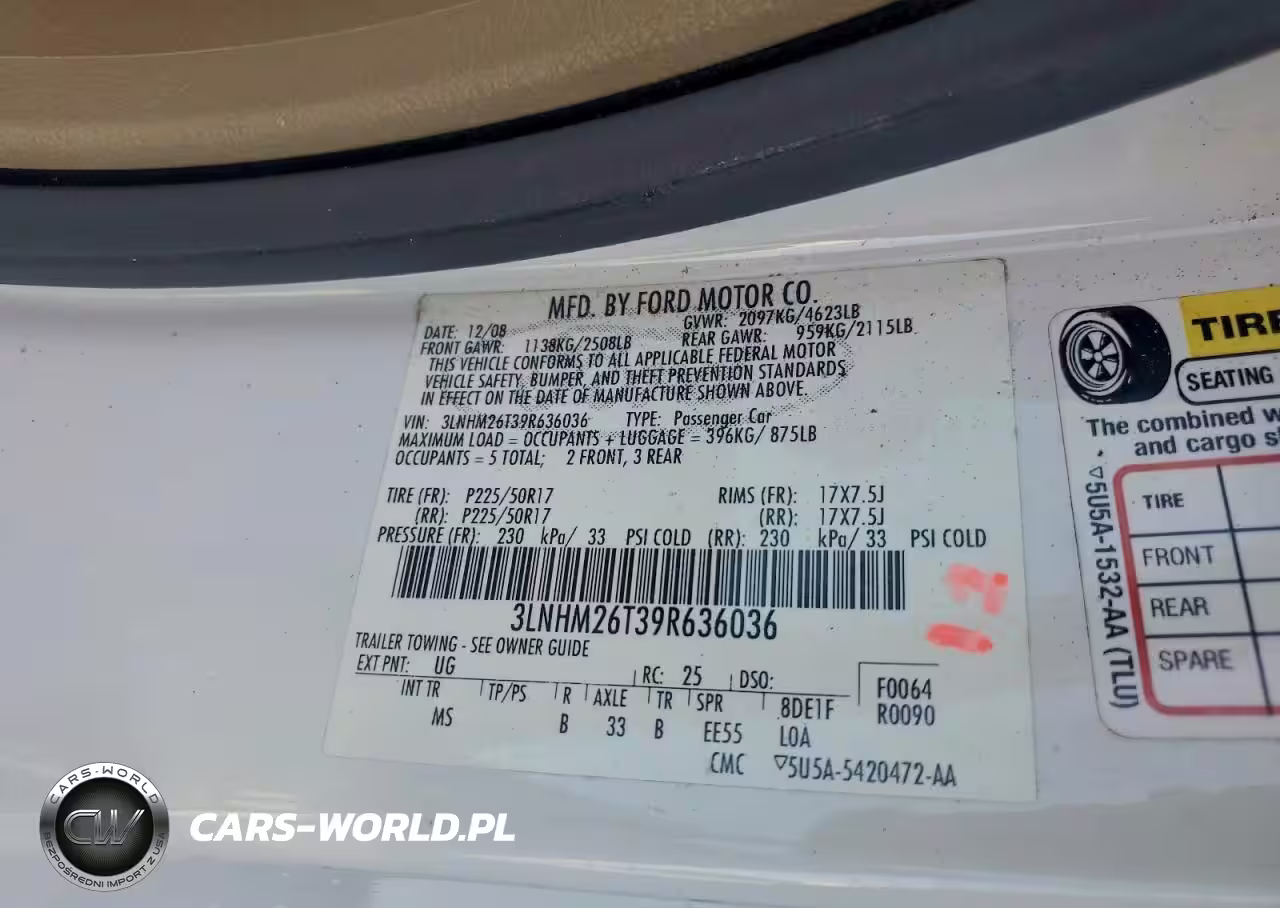 MFD. BY FORD MOTOR CO.
DATE: 12/08 GVWR: 2097KG/4623LB
FRONT GAWR: 1138KG/2508LB REAR GAWR: 959KG/2115LB
THIS VEHICLE CONFORMS TO ALL APPLICABLE FEDERAL MOTOR
VEHICLE SAFETY, BUMPER, AND THEFT PREVENTION STANDARDS
IN EFFECT ON THE DATE OF MANUFACTURE SHOWN ABOVE.
VIN: 3LNHM26T39R636036 TYPE: Passenger Car
MAXIMUM LOAD = OCCUPANTS + LUGGAGE = 396KG/ 875LB
OCCUPANTS = 5 TOTAL; 2 FRONT, 3 REAR
TIRE (FR): P225/50R17 RIMS (FR): 17X7.5J
(RR): P225/50R17 (RR): 17X7.5J
PRESSURE (FR): 230 kPa/ 33 PSI COLD (RR): 230 kPa/ 33 PSI COLD
3LNHM26T39R636036
TRAILER TOWING - SEE OWNER GUIDE
EXT PNT: UG RC: 25 DSO:
F0064
R0090
INT TR TP/PS R AXLE TR SPR 8DE1F
MS B 33 B EE55 LOA
CMC ▽5U5A-5420472-AA
TIRE
SEATING
The combined
and cargo
TIRE
FRONT
REAR
SPARE
* ▽5U5A-1532-AA (TLU)
CARS-WORLD
CW
BEZPOŚREDNI IMPORT Z USA
CARS-WORLD.PL